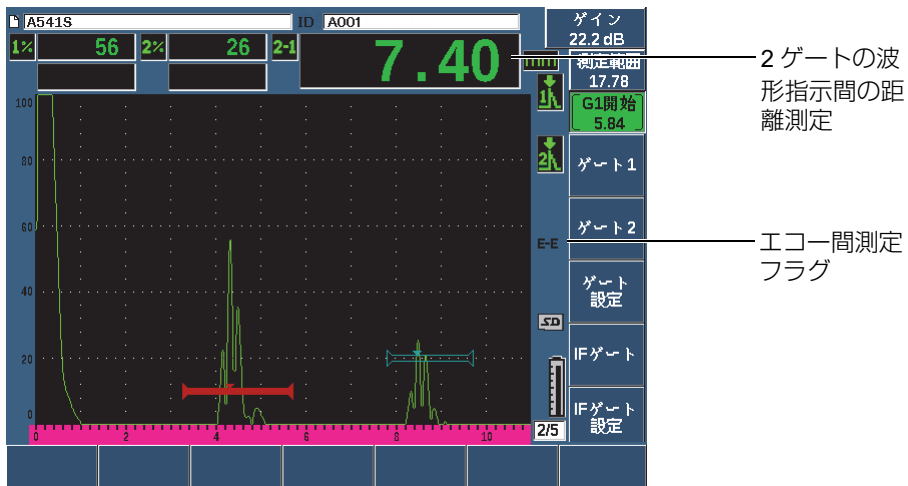 A541S
ID A001
ゲイン
22.2 dB
1% 56 2% 26 2-1 7.40 mm
測定範囲
17.78
G1開始
5.84
1
2
ゲート1
ゲート2
E-E
ゲート
設定
SD
IFゲート
IFゲート
設定
2/5
100
80
60
40
20
0
0 2 4 6 8 10
2 ゲートの波
形指示間の距
離測定
エコー間測定
フラグ